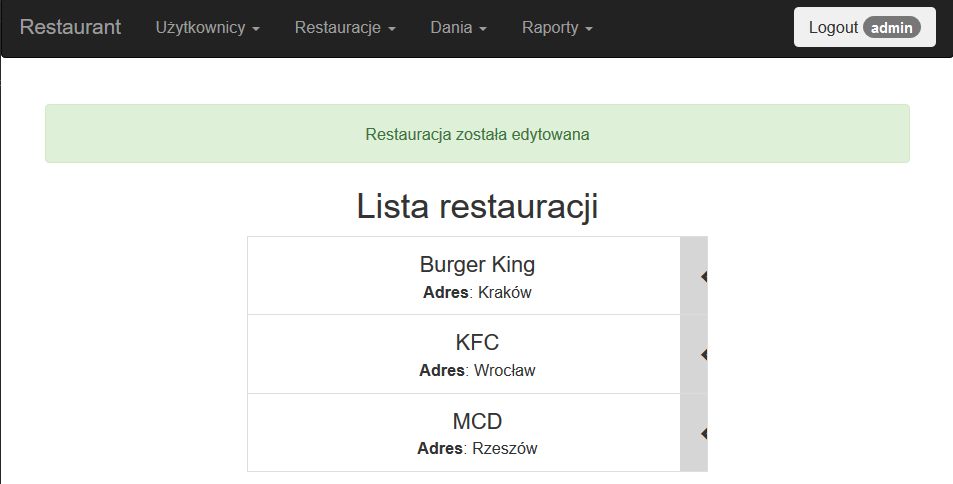 Restaurant Użytkownicy Restauracje Dania Raporty Logout admin
Restauracja została edytowana
Lista restauracji
Burger King
Adres: Kraków
KFC
Adres: Wrocław
MCD
Adres: Rzeszów